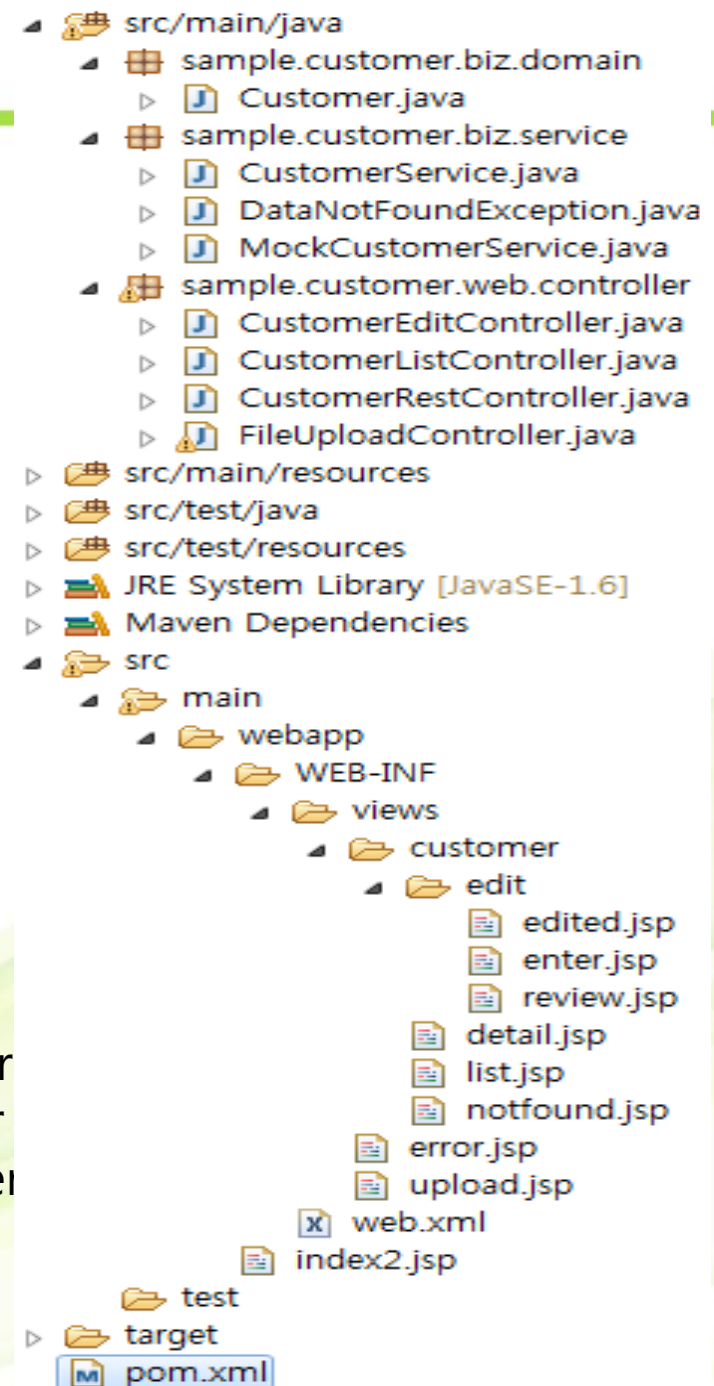 src/main/java
sample.customer.biz.domain
Customer.java
sample.customer.biz.service
CustomerService.java
DataNotFoundException.java
MockCustomerService.java
sample.customer.web.controller
CustomerEditController.java
CustomerListController.java
CustomerRestController.java
FileUploadController.java
src/main/resources
src/test/java
src/test/resources
JRE System Library [JavaSE-1.6]
Maven Dependencies
src
main
webapp
WEB-INF
views
customer
edit
edited.jsp
enter.jsp
review.jsp
detail.jsp
list.jsp
notfound.jsp
error.jsp
upload.jsp
web.xml
index2.jsp
test
target
pom.xml